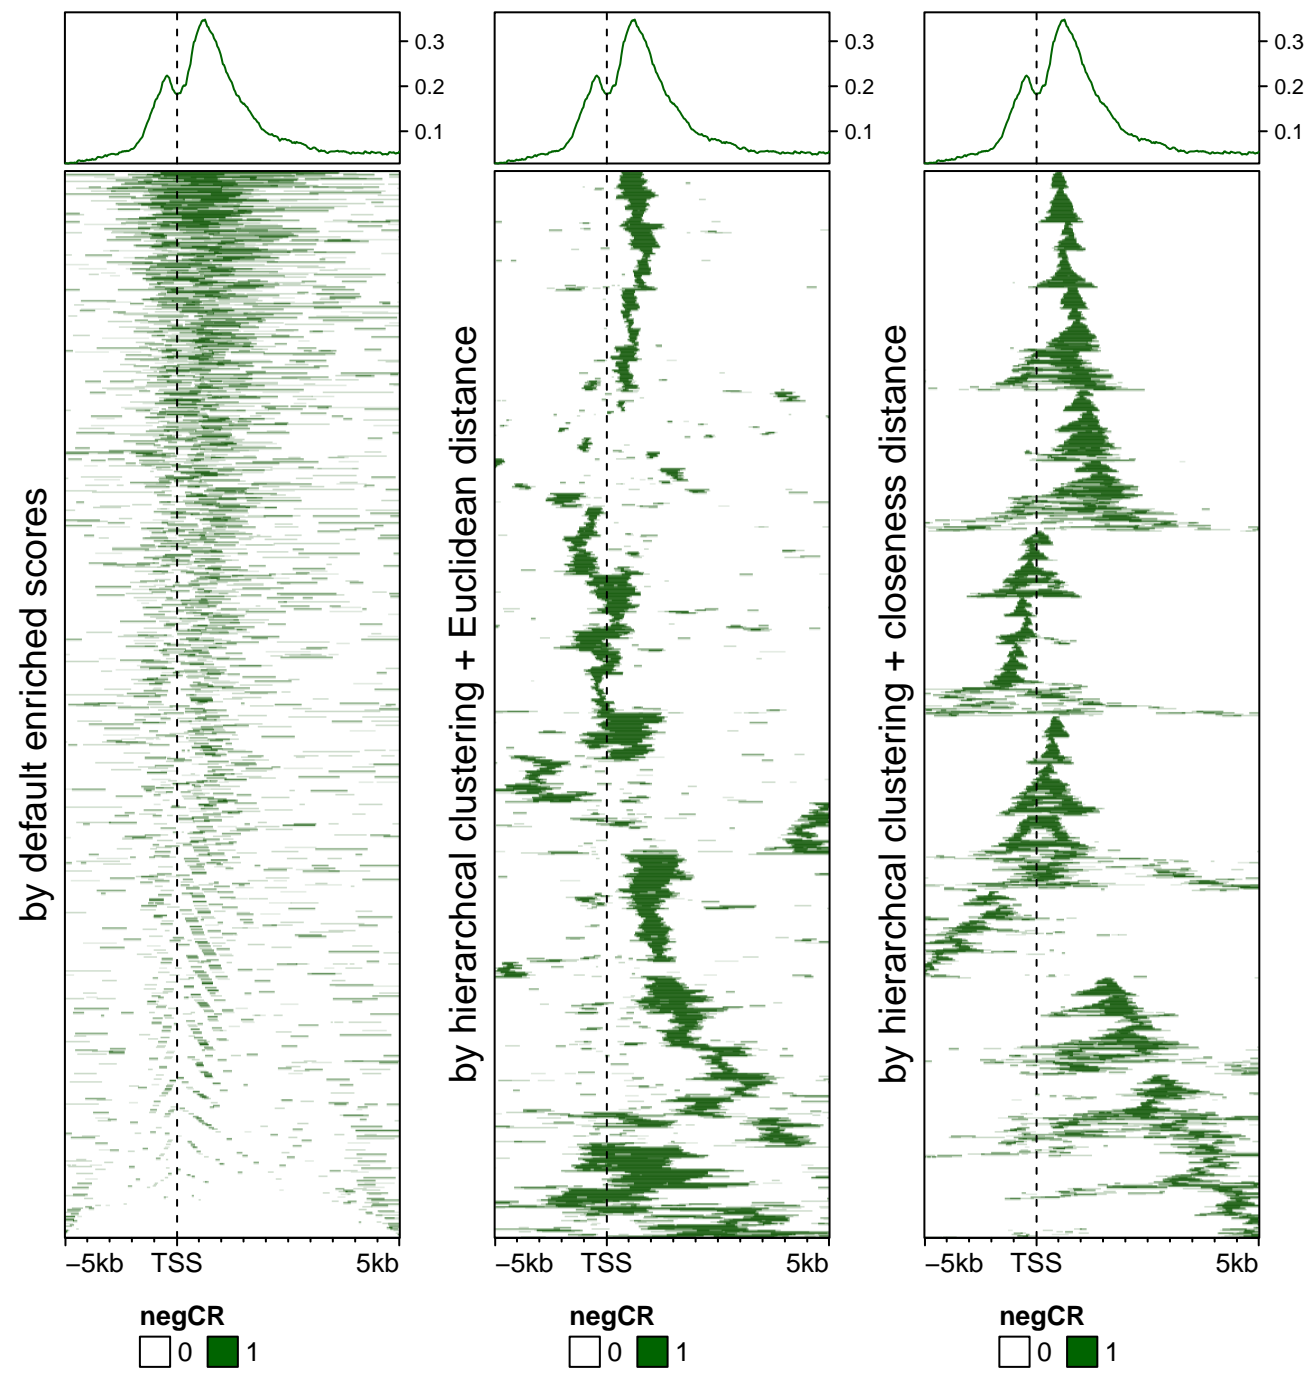 0.3
0.2
0.1
by default enriched scores
−5kb TSS 5kb
negCR
0 1
0.3
0.2
0.1
by hierarchcal clustering + Euclidean distance
−5kb TSS 5kb
negCR
0 1
0.3
0.2
0.1
by hierarchcal clustering + closeness distance
−5kb TSS 5kb
negCR
0 1